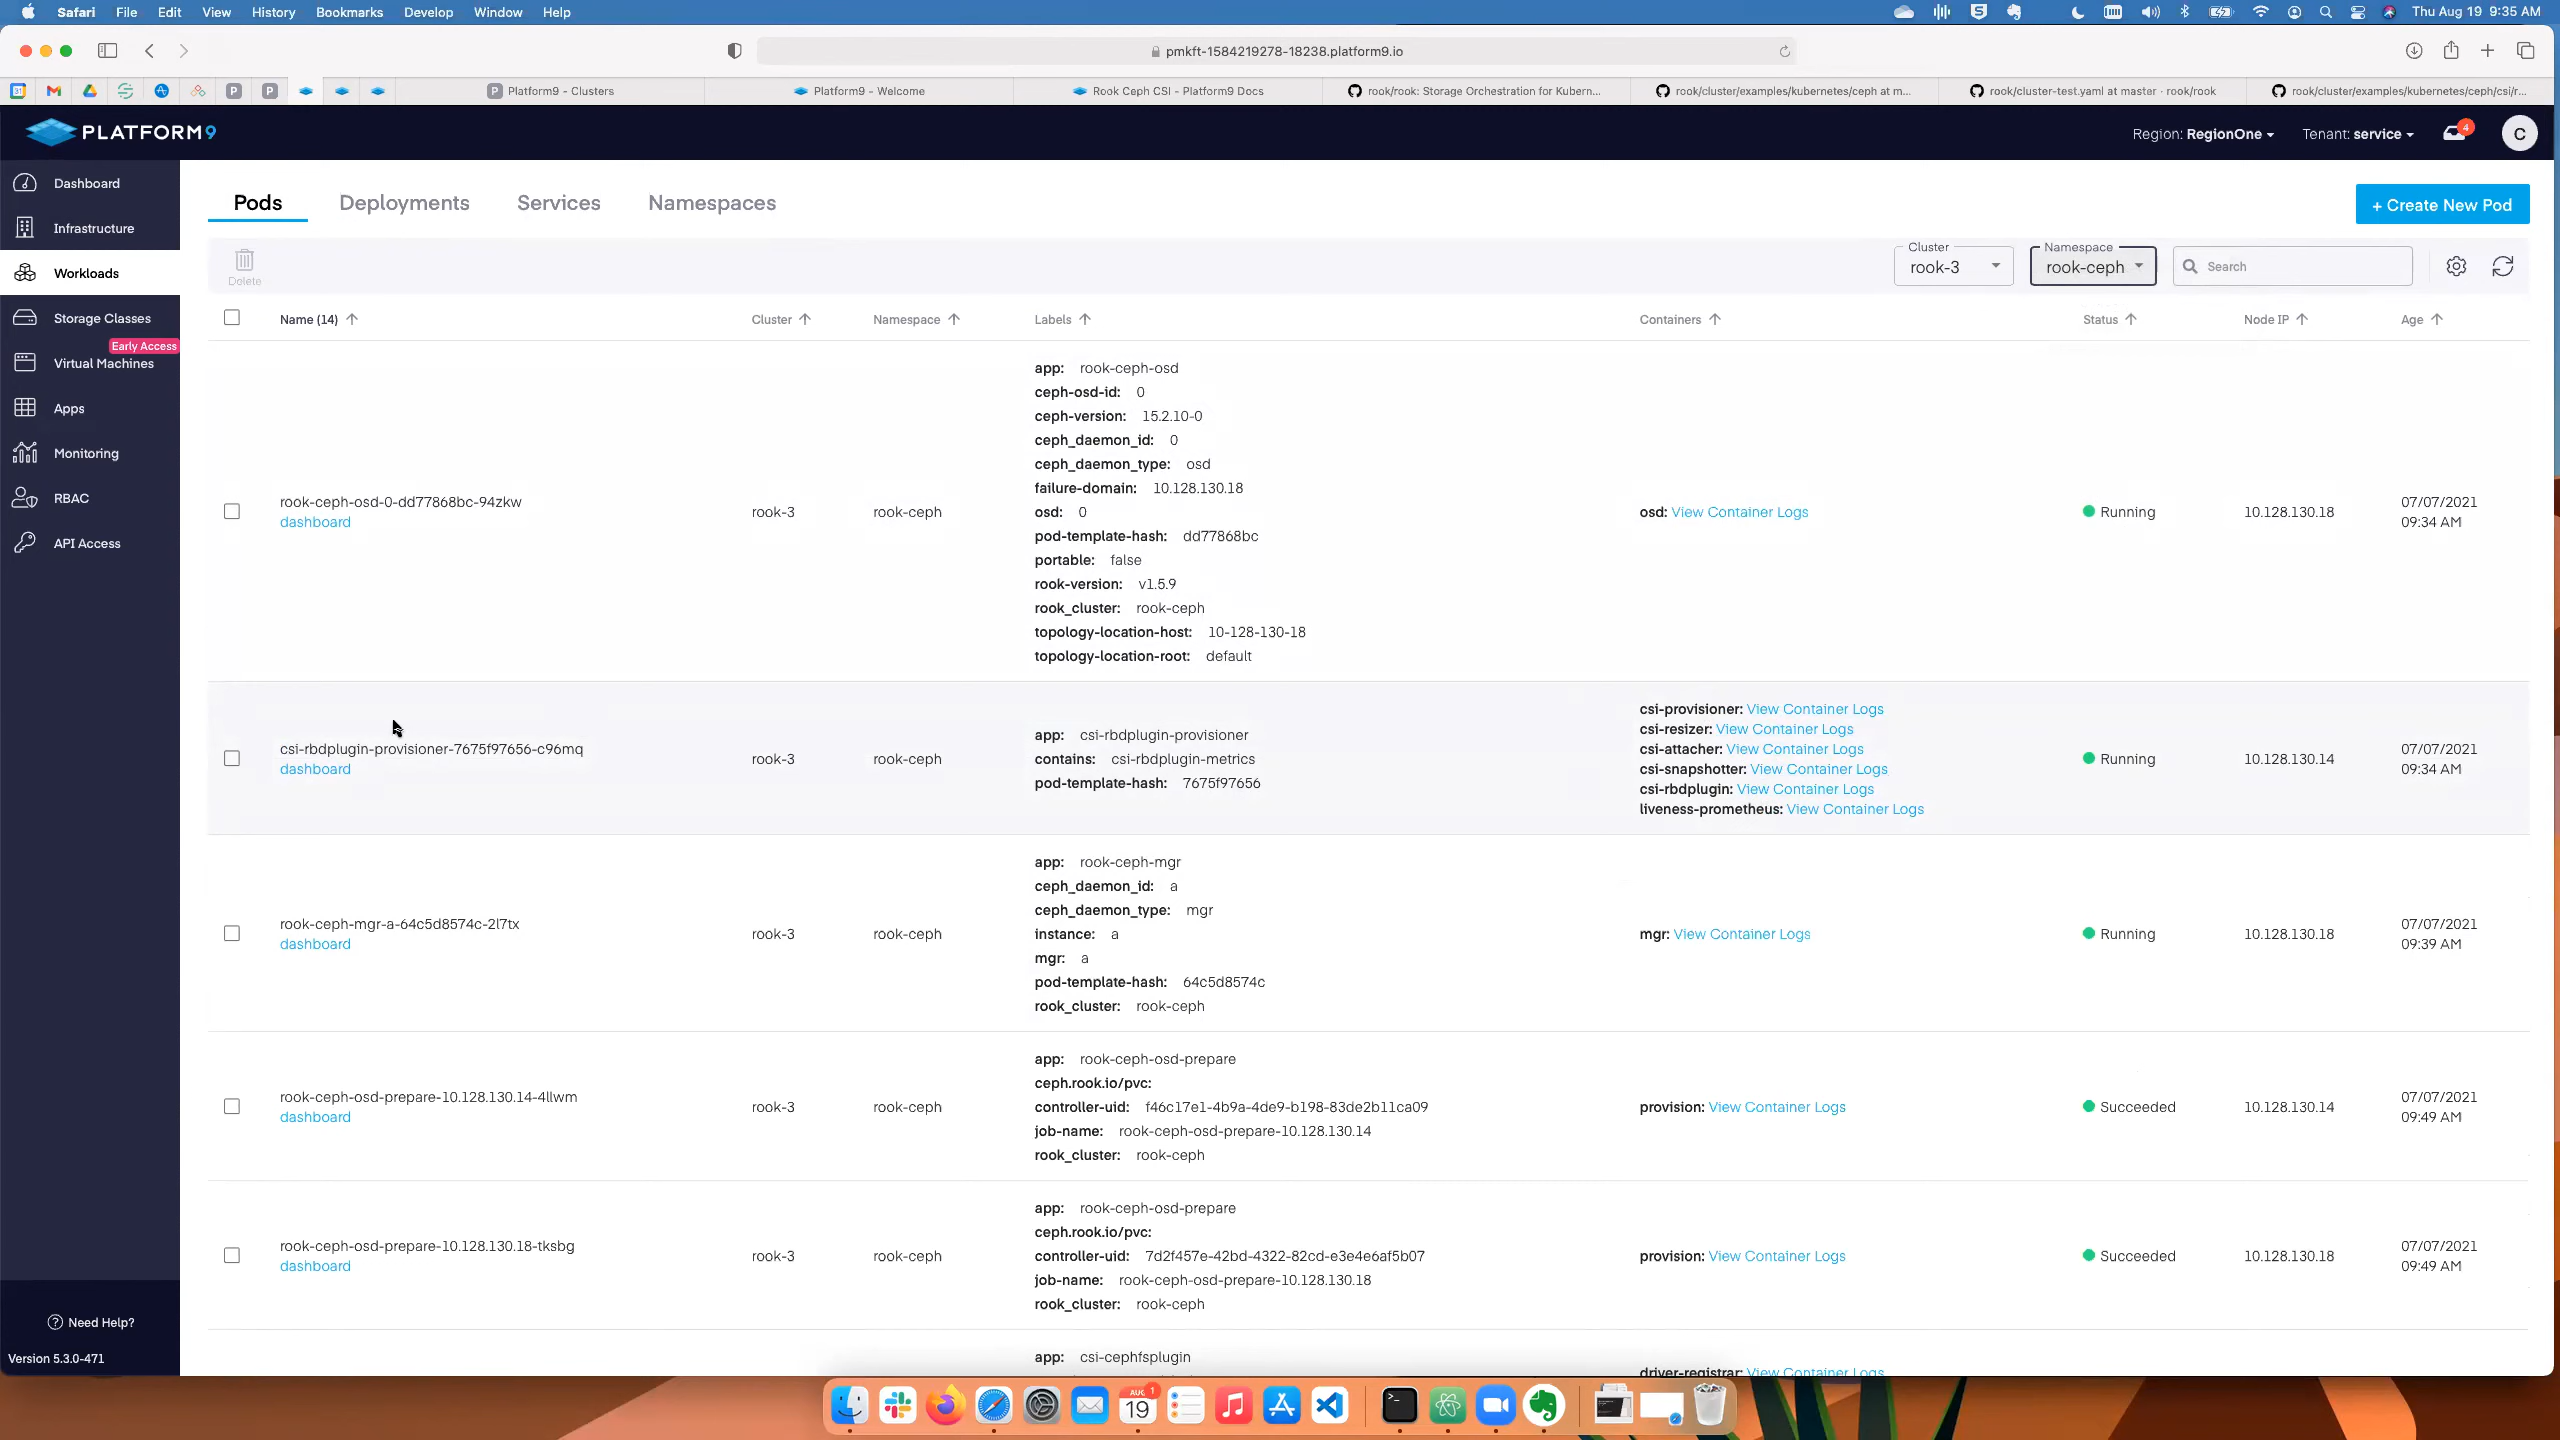 Safari File Edit View History Bookmarks Develop Window Help
Thu Aug 19 9:35 AM
pmkft-1584219278-18238.platform9.io
Platform9 - Clusters
Platform9 - Welcome
Rook Ceph CSI - Platform9 Docs
rook/rook: Storage Orchestration for Kubern...
rook/cluster/examples/kubernetes/ceph at m...
rook/cluster-test.yaml at master · rook/rook
rook/cluster/examples/kubernetes/ceph/csi/r...
PLATFORM9
Region: RegionOne
Tenant: service
4
C
Dashboard
Infrastructure
Workloads
Storage Classes
Early Access
Virtual Machines
Apps
Monitoring
RBAC
API Access
Need Help?
Version 5.3.0-471
Pods Deployments Services Namespaces
+ Create New Pod
Delete
Cluster
rook-3
Namespace
rook-ceph
Search
Name (14) Cluster Namespace Labels Containers Status Node IP Age
rook-ceph-osd-0-dd77868bc-94zkw
dashboard
rook-3
rook-ceph
app: rook-ceph-osd
ceph-osd-id: 0
ceph-version: 15.2.10-0
ceph_daemon_id: 0
ceph_daemon_type: osd
failure-domain: 10.128.130.18
osd: 0
pod-template-hash: dd77868bc
portable: false
rook-version: v1.5.9
rook_cluster: rook-ceph
topology-location-host: 10-128-130-18
topology-location-root: default
osd: View Container Logs
Running
10.128.130.18
07/07/2021
09:34 AM
csi-rbdplugin-provisioner-7675f97656-c96mq
dashboard
rook-3
rook-ceph
app: csi-rbdplugin-provisioner
contains: csi-rbdplugin-metrics
pod-template-hash: 7675f97656
csi-provisioner: View Container Logs
csi-resizer: View Container Logs
csi-attacher: View Container Logs
csi-snapshotter: View Container Logs
csi-rbdplugin: View Container Logs
liveness-prometheus: View Container Logs
Running
10.128.130.14
07/07/2021
09:34 AM
rook-ceph-mgr-a-64c5d8574c-2l7tx
dashboard
rook-3
rook-ceph
app: rook-ceph-mgr
ceph_daemon_id: a
ceph_daemon_type: mgr
instance: a
mgr: a
pod-template-hash: 64c5d8574c
rook_cluster: rook-ceph
mgr: View Container Logs
Running
10.128.130.18
07/07/2021
09:39 AM
rook-ceph-osd-prepare-10.128.130.14-4llwm
dashboard
rook-3
rook-ceph
app: rook-ceph-osd-prepare
ceph.rook.io/pvc:
controller-uid: f46c17e1-4b9a-4de9-b198-83de2b11ca09
job-name: rook-ceph-osd-prepare-10.128.130.14
rook_cluster: rook-ceph
provision: View Container Logs
Succeeded
10.128.130.14
07/07/2021
09:49 AM
rook-ceph-osd-prepare-10.128.130.18-tksbg
dashboard
rook-3
rook-ceph
app: rook-ceph-osd-prepare
ceph.rook.io/pvc:
controller-uid: 7d2f457e-42bd-4322-82cd-e3e4e6af5b07
job-name: rook-ceph-osd-prepare-10.128.130.18
rook_cluster: rook-ceph
provision: View Container Logs
Succeeded
10.128.130.18
07/07/2021
09:49 AM
app: csi-cephfsplugin
driver-registrar: View Container Logs
AUG
1
19